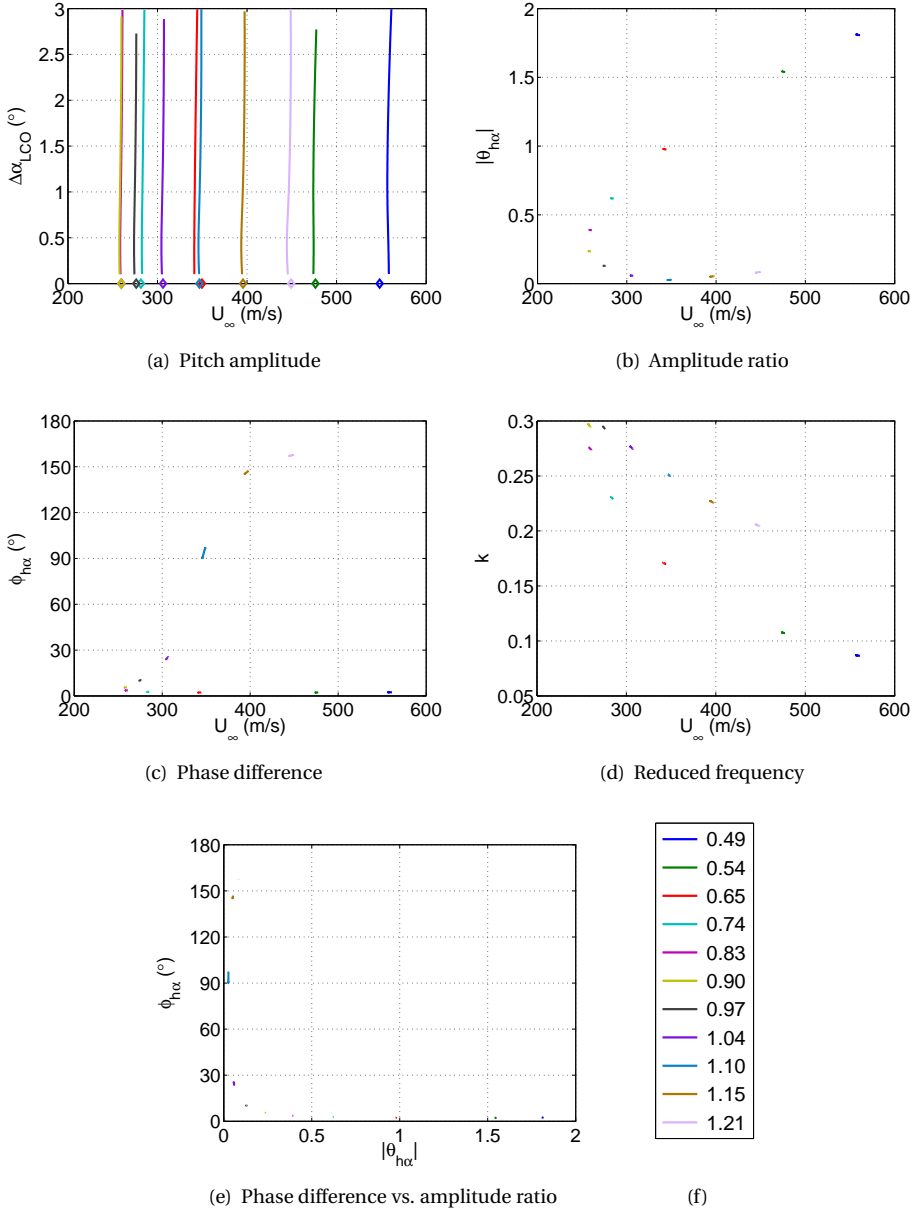 3
2.5
2
1.5
1
0.5
0
200 300 400 500 600
Δα_LCO (°)
U_∞ (m/s)
(a) Pitch amplitude
2
1.5
1
0.5
0
200 300 400 500 600
|θ_hα|
U_∞ (m/s)
(b) Amplitude ratio
180
150
120
90
60
30
0
200 300 400 500 600
ϕ_hα (°)
U_∞ (m/s)
(c) Phase difference
0.3
0.25
0.2
0.15
0.1
0.05
200 300 400 500 600
k
U_∞ (m/s)
(d) Reduced frequency
180
150
120
90
60
30
0
0 0.5 1 1.5 2
ϕ_hα (°)
|θ_hα|
(e) Phase difference vs. amplitude ratio
0.49
0.54
0.65
0.74
0.83
0.90
0.97
1.04
1.10
1.15
1.21
(f)